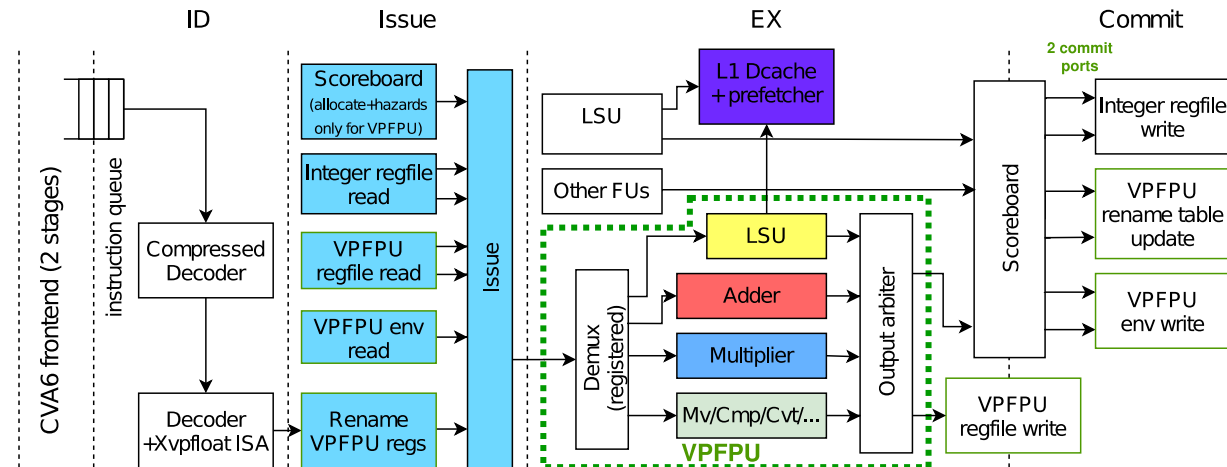 ID
Issue
EX
Commit
CVA6 frontend (2 stages)
instruction queue
Compressed
Decoder
Decoder
+Xvpfloat ISA
Scoreboard
(allocate+hazards
only for VPFPU)
Integer regfile
read
VPFPU
regfile read
VPFPU env
read
Rename
VPFPU regs
Issue
LSU
L1 Dcache
+prefetcher
Other FUs
Demux
(registered)
LSU
Adder
Multiplier
Mv/Cmp/Cvt/...
VPFPU
Output arbiter
Scoreboard
2 commit
ports
Integer regfile
write
VPFPU
rename table
update
VPFPU
env write
VPFPU
regfile write